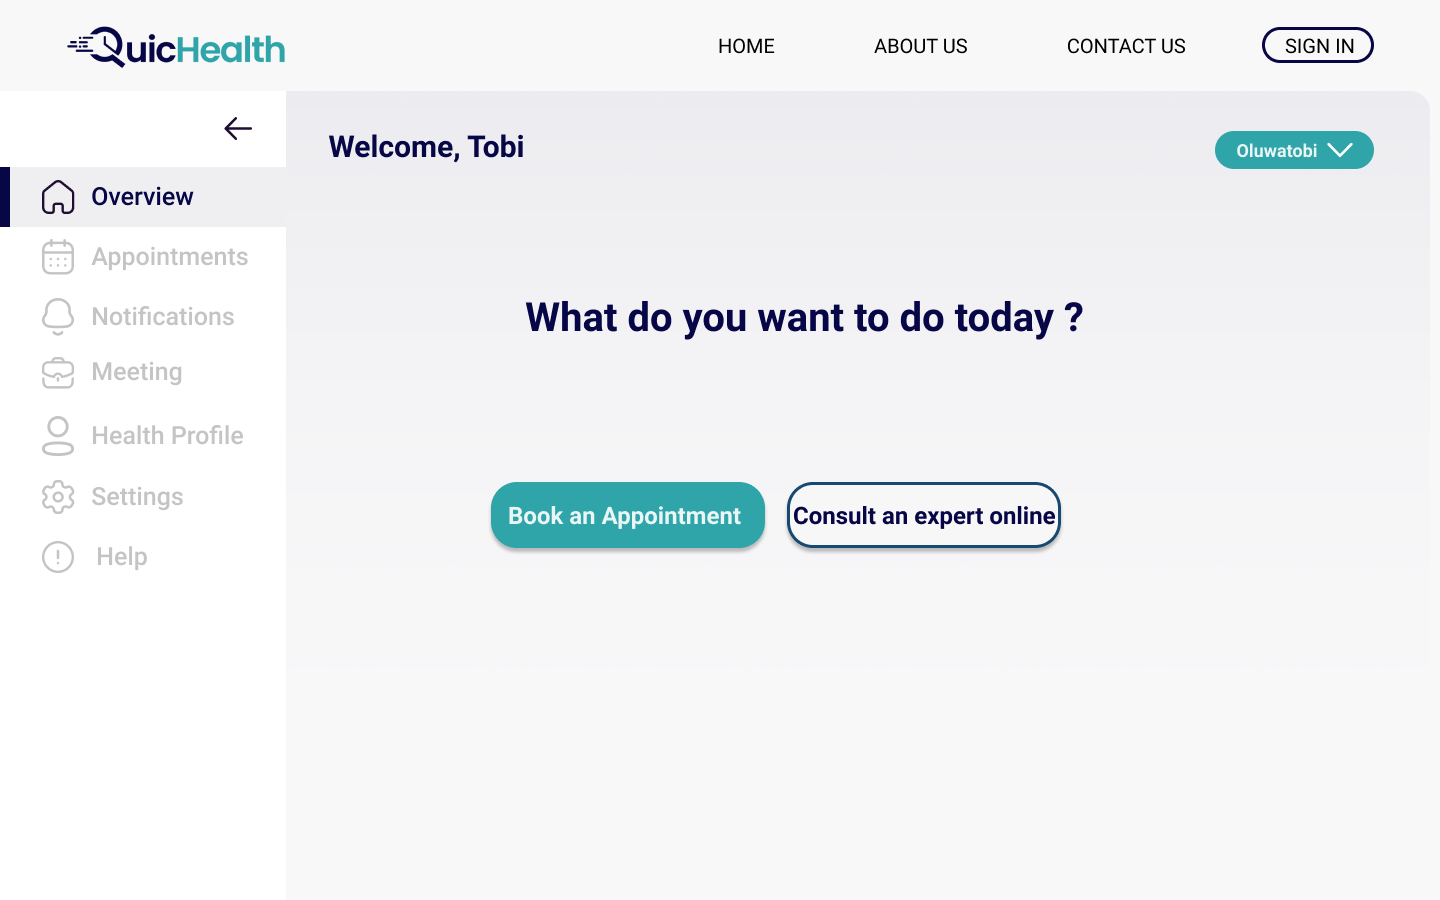 QuicHealth
HOME
ABOUT US
CONTACT US
SIGN IN
Welcome, Tobi
Oluwatobi
Overview
Appointments
Notifications
Meeting
Health Profile
Settings
Help
What do you want to do today ?
Book an Appointment
Consult an expert online